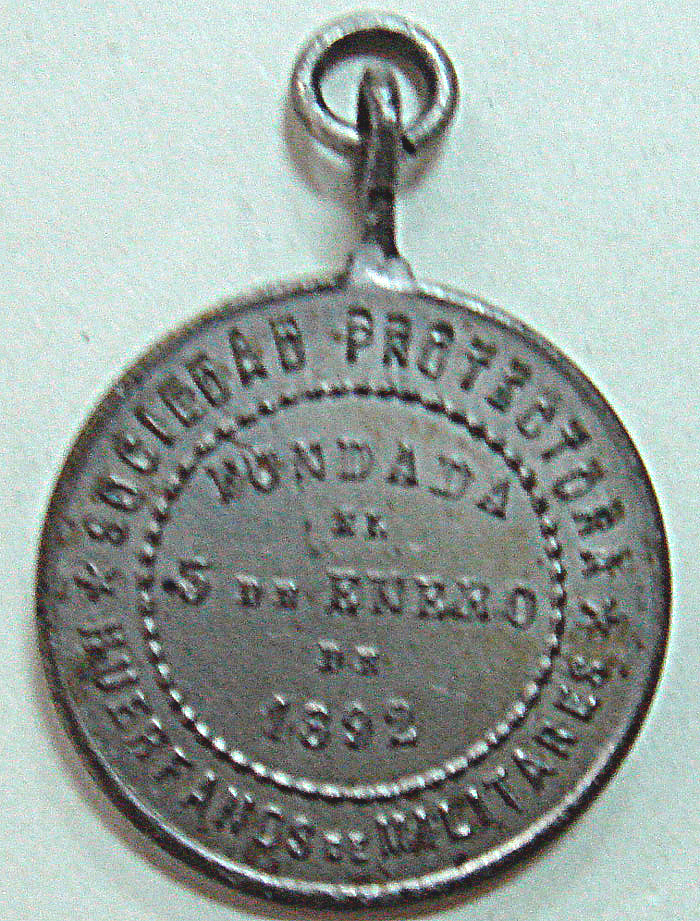 SOCIEDAD PROTECTORA
FUNDADA
EL
5 DE ENERO
DE
1892
HUERFANOS DE MILITARES